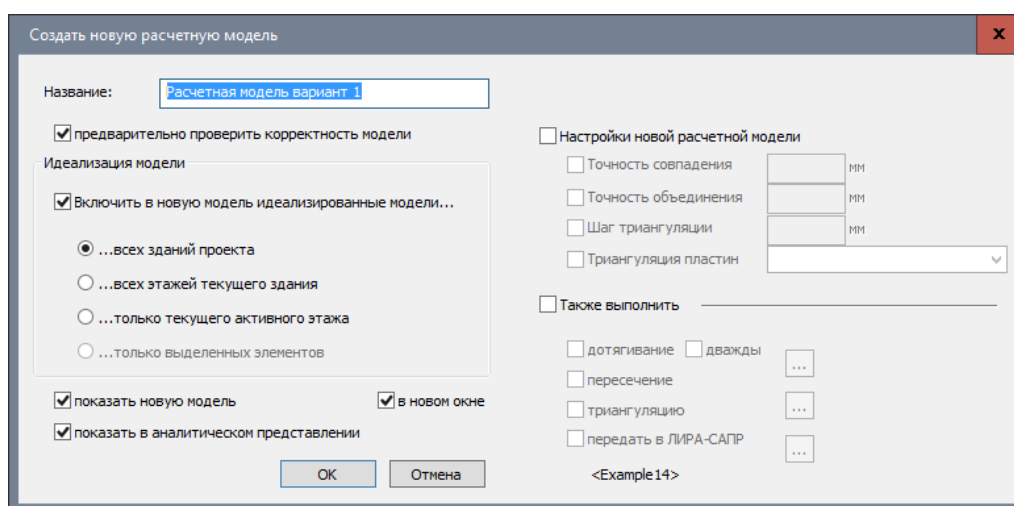 Создать новую расчетную модель
x
Название:
Расчетная модель вариант 1
предварительно проверить корректность модели
Идеализация модели
Включить в новую модель идеализированные модели...
...всех зданий проекта
...всех этажей текущего здания
...только текущего активного этажа
...только выделенных элементов
показать новую модель
в новом окне
показать в аналитическом представлении
OK
Отмена
Настройки новой расчетной модели
Точность совпадения
мм
Точность объединения
мм
Шаг триангуляции
мм
Триангуляция пластин
Также выполнить
дотягивание
дважды
...
пересечение
триангуляцию
...
передать в ЛИРА-САПР
...
<Example14>